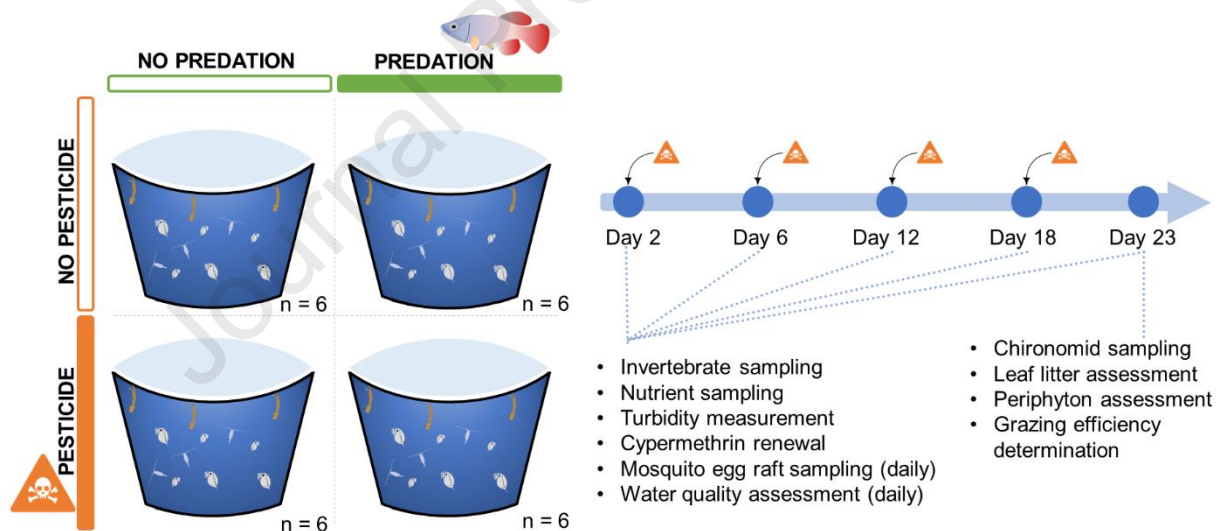 NO PREDATION
PREDATION
NO PESTICIDE
n = 6
n = 6
PESTICIDE
n = 6
n = 6
Day 2
Day 6
Day 12
Day 18
Day 23
• Invertebrate sampling
• Nutrient sampling
• Turbidity measurement
• Cypermethrin renewal
• Mosquito egg raft sampling (daily)
• Water quality assessment (daily)
• Chironomid sampling
• Leaf litter assessment
• Periphyton assessment
• Grazing efficiency
determination
Journal Pr